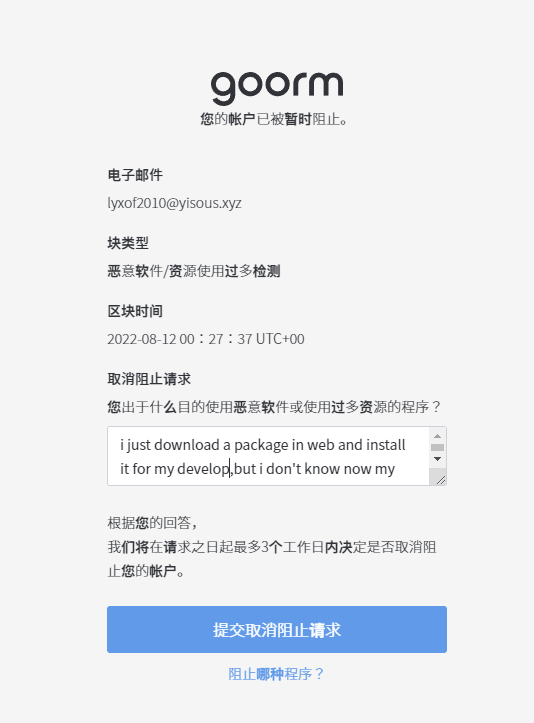 goorm
您的帐户已被暂时阻止。
电子邮件
lyxof2010@yisous.xyz
块类型
恶意软件/资源使用过多检测
区块时间
2022-08-12 00：27：37 UTC+00
取消阻止请求
您出于什么目的使用恶意软件或使用过多资源的程序？
i just download a package in web and install
it for my develop,but i don't know now my
根据您的回答，
我们将在请求之日起最多3个工作日内决定是否取消阻
止您的帐户。
提交取消阻止请求
阻止哪种程序？